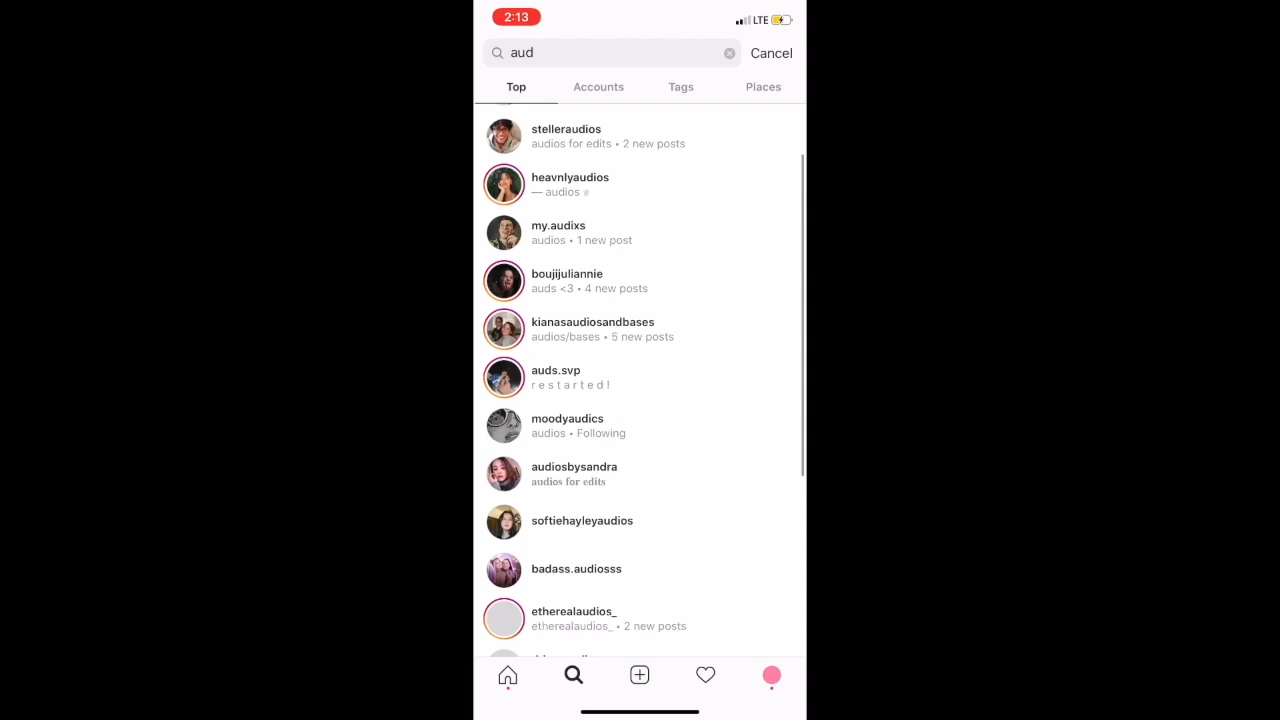 2:13
LTE
aud
Cancel
Top
Accounts
Tags
Places
stelleraudios
audios for edits • 2 new posts
heavnlyaudios
— audios
my.audixs
audios • 1 new post
boujijuliannie
auds <3 • 4 new posts
kianasaudiosandbases
audios/bases • 5 new posts
auds.svp
r e s t a r t e d !
moodyaudics
audios • Following
audiosbysandra
audios for edits
softiehayleyaudios
badass.audiosss
etherealaudios_
etherealaudios_ • 2 new posts